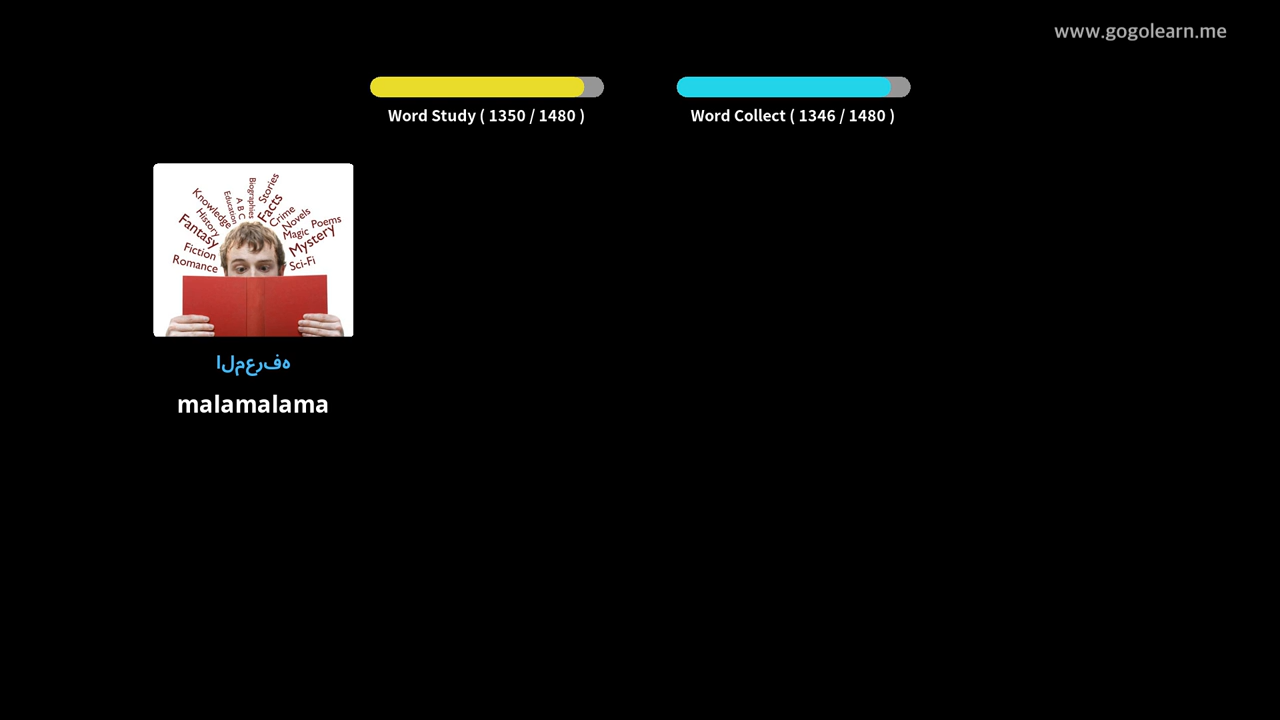 www.gogolearn.me
Word Study ( 1350 / 1480 )
Word Collect ( 1346 / 1480 )
Knowledge
History
Fantasy
Fiction
Romance
Education
A B C
Biographies
Stories
Facts
Crime
Novels
Magic
Poems
Mystery
Sci-Fi
المعرفه
malamalama